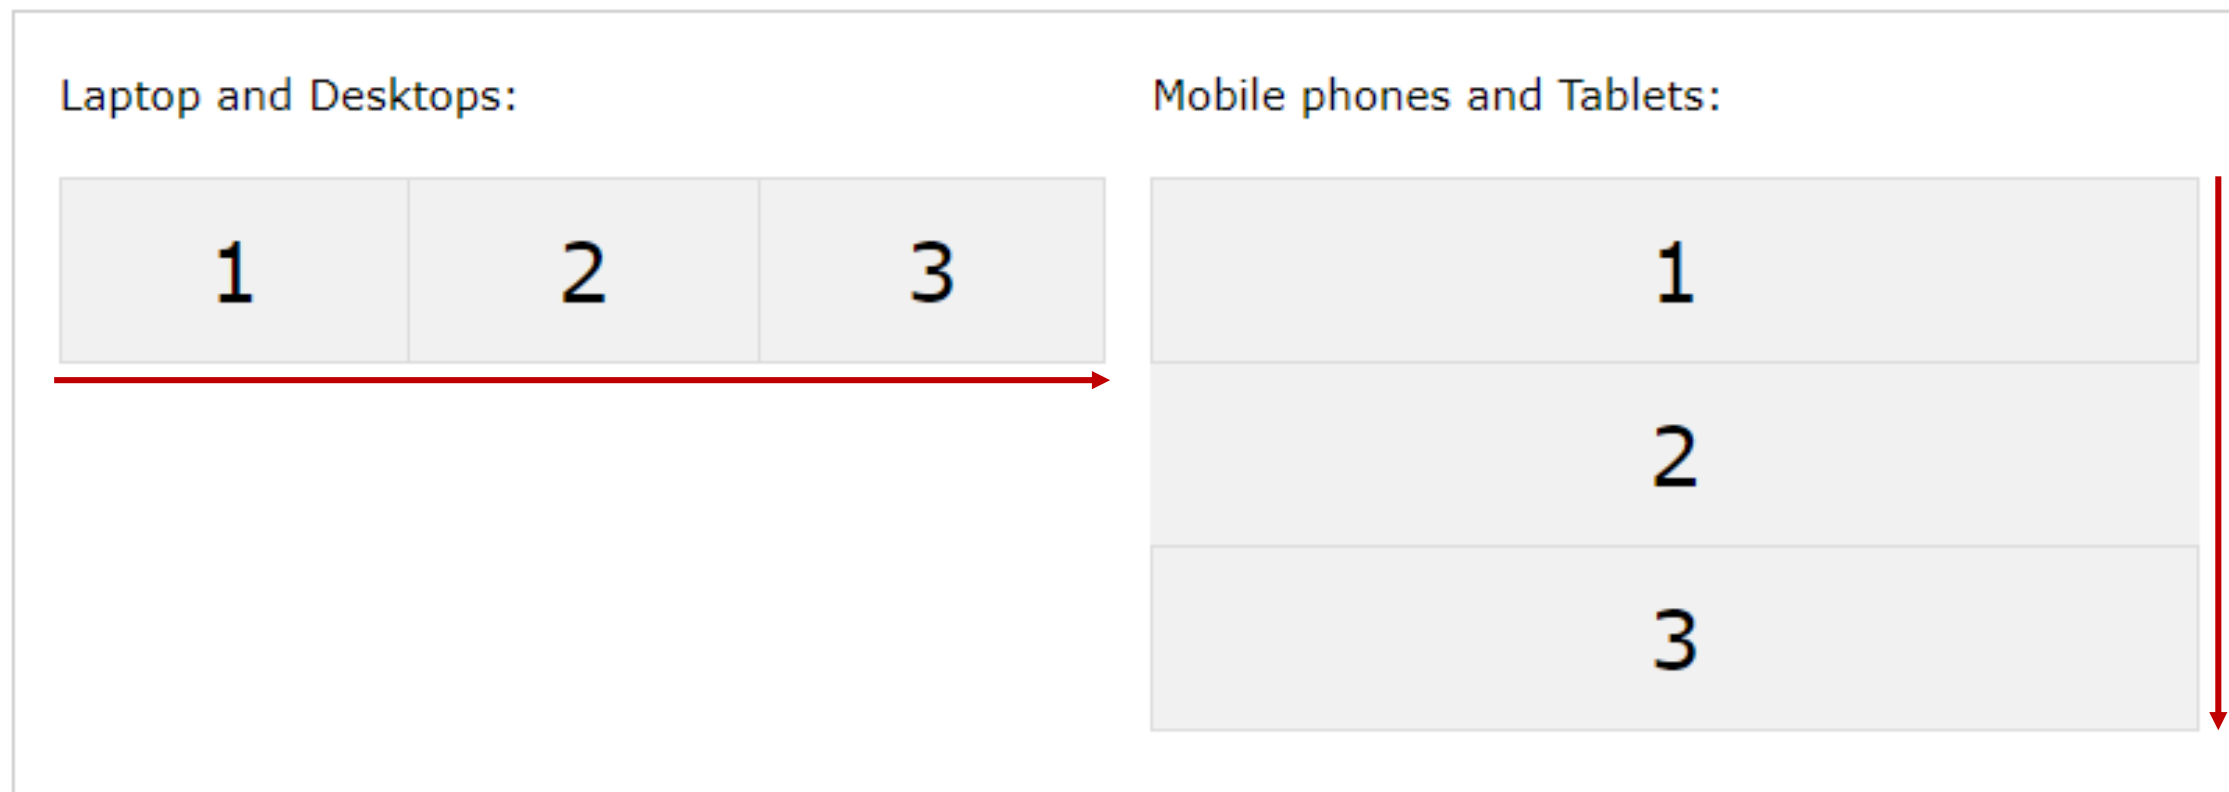 Laptop and Desktops:
1 2 3
Mobile phones and Tablets:
1
2
3